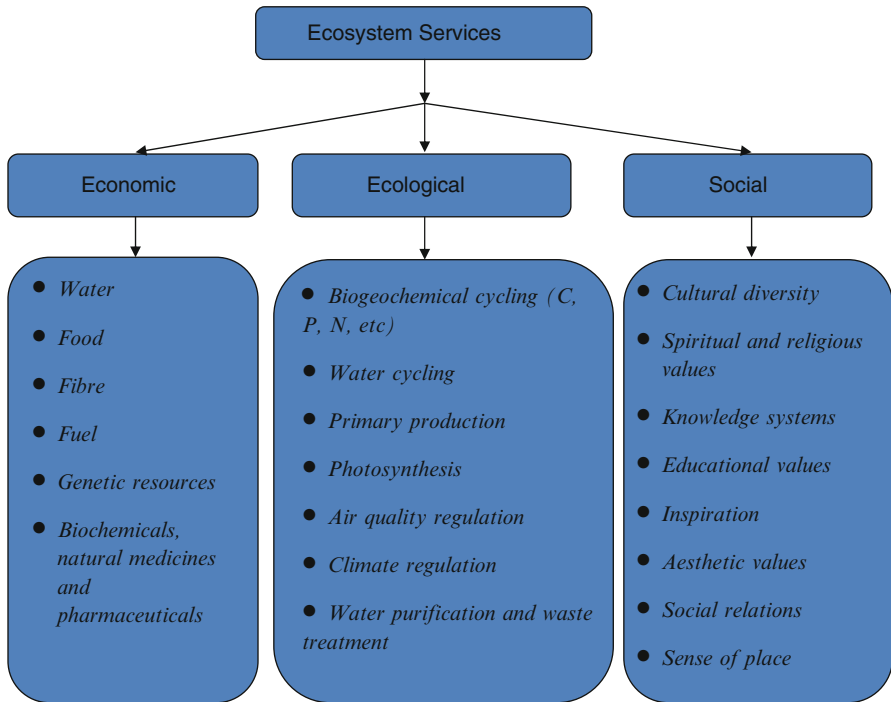 Ecosystem Services
Economic
Ecological
Social
● Water
● Food
● Fibre
● Fuel
● Genetic resources
● Biochemicals,
natural medicines
and
pharmaceuticals
● Biogeochemical cycling (C,
P, N, etc)
● Water cycling
● Primary production
● Photosynthesis
● Air quality regulation
● Climate regulation
● Water purification and waste
treatment
● Cultural diversity
● Spiritual and religious
values
● Knowledge systems
● Educational values
● Inspiration
● Aesthetic values
● Social relations
● Sense of place